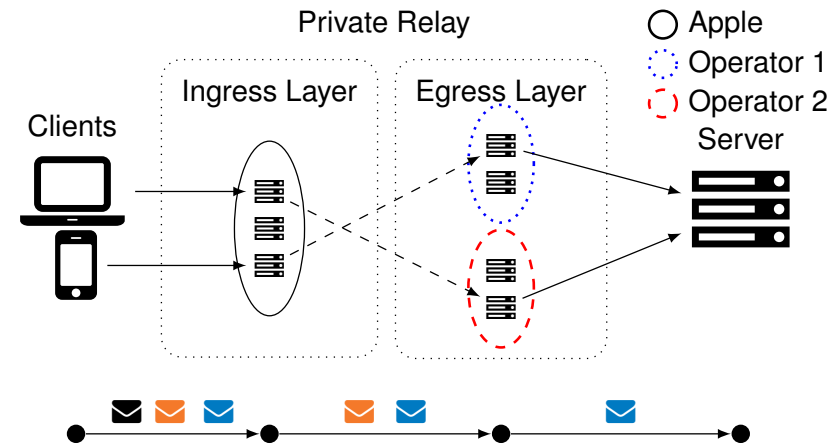 Private Relay
Apple
Operator 1
Operator 2
Ingress Layer
Egress Layer
Clients
Server